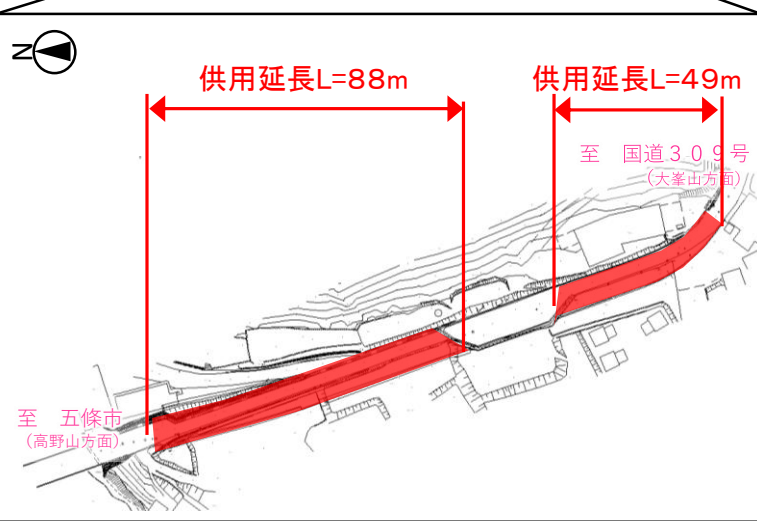 N
供用延長L=88m
供用延長L=49m
至　国道３０９号
(大峯山方面)
至　五條市
(高野山方面)